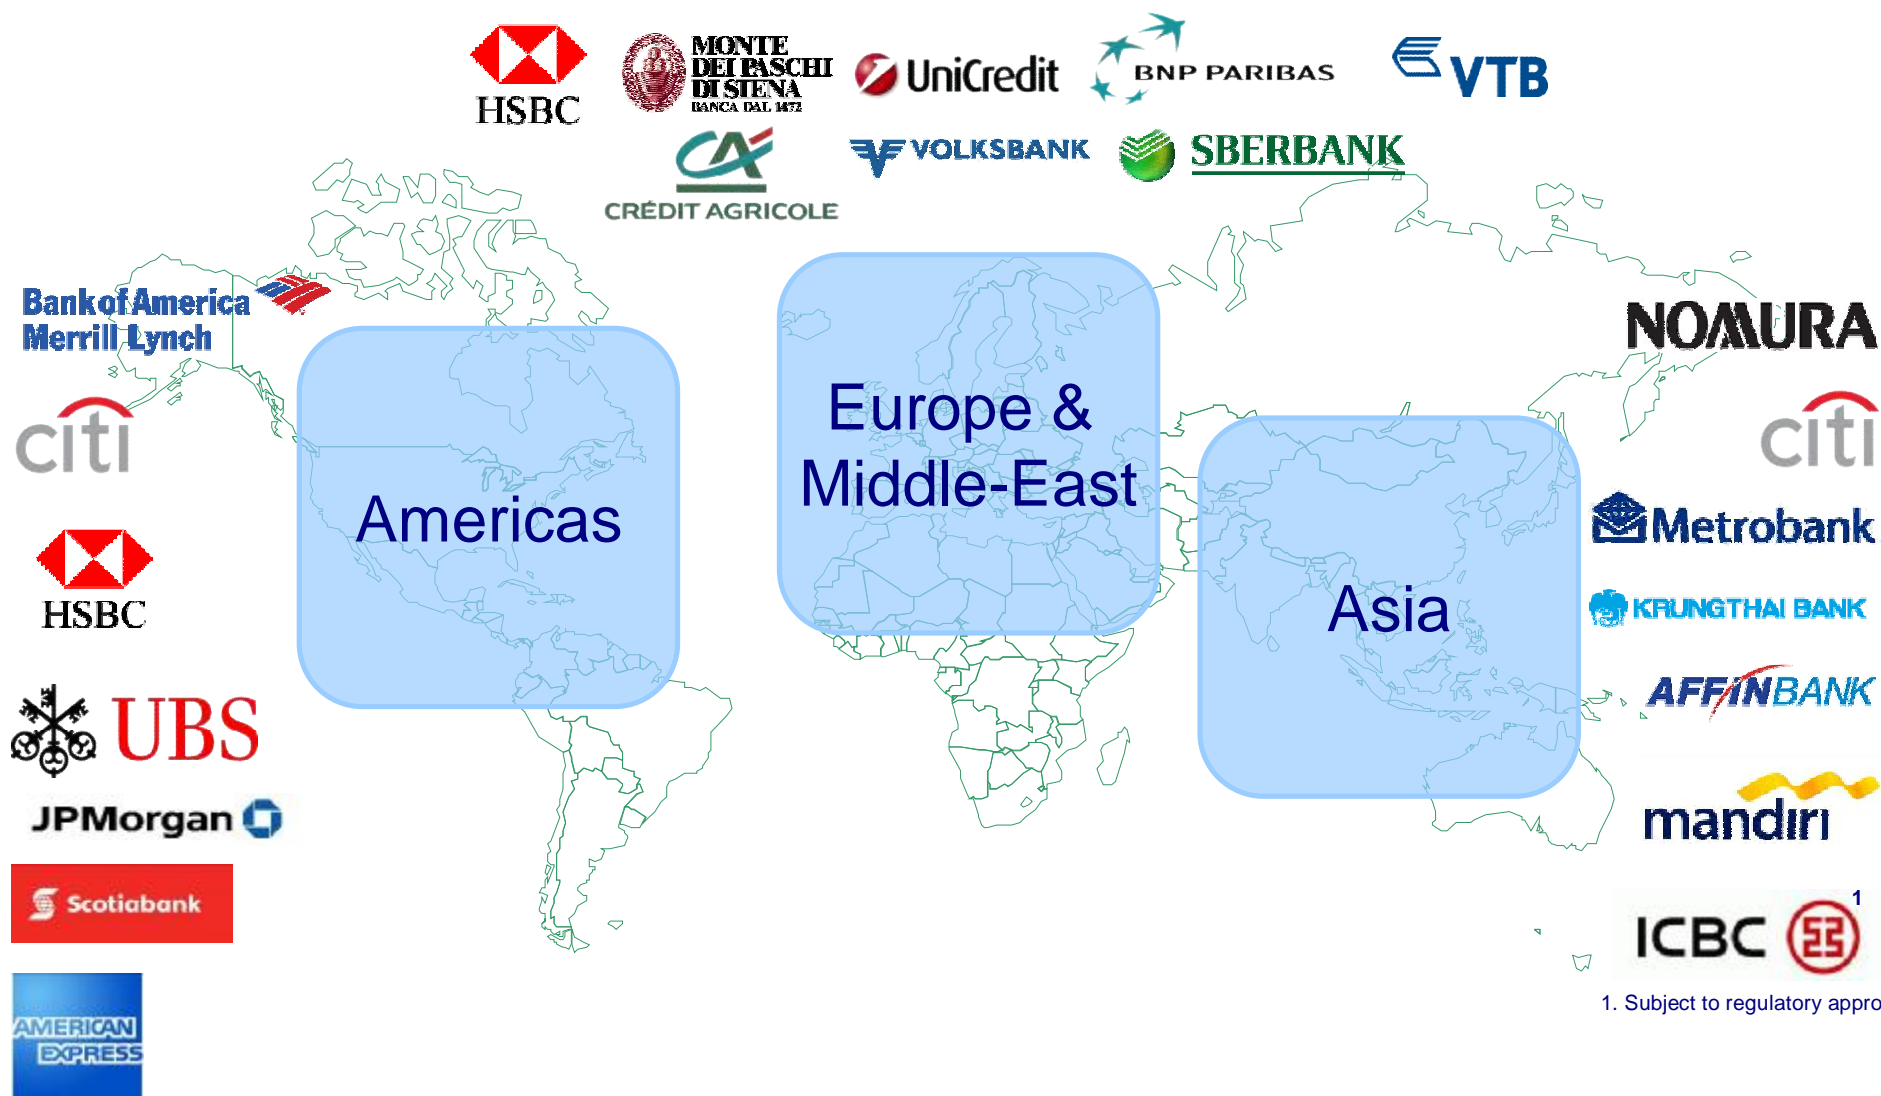 HSBC
MONTE
DEI PASCHI
DI SIENA
BANCA DAL 1472
UniCredit
BNP PARIBAS
VTB
CRÉDIT AGRICOLE
VOLKSBANK
SBERBANK
Bank of America
Merrill Lynch
citi
HSBC
UBS
JPMorgan
Scotiabank
AMERICAN
EXPRESS
Americas
Europe &
Middle-East
Asia
NOMURA
citi
Metrobank
KRUNGTHAI BANK
AFFINBANK
mandiri
ICBC 1
1. Subject to regulatory appro